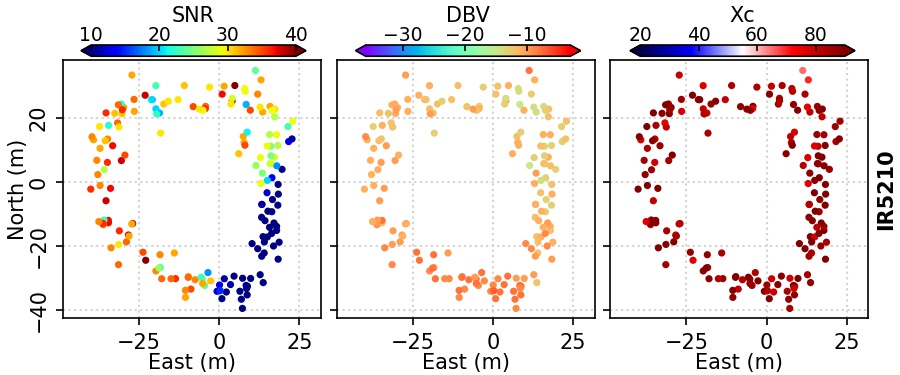 SNR DBV Xc
10 20 30 40 −30 −20 −10 20 40 60 80
20
0
−20
−40
North (m)
−25 0 25 −25 0 25 −25 0 25
East (m) East (m) East (m)
IR5210